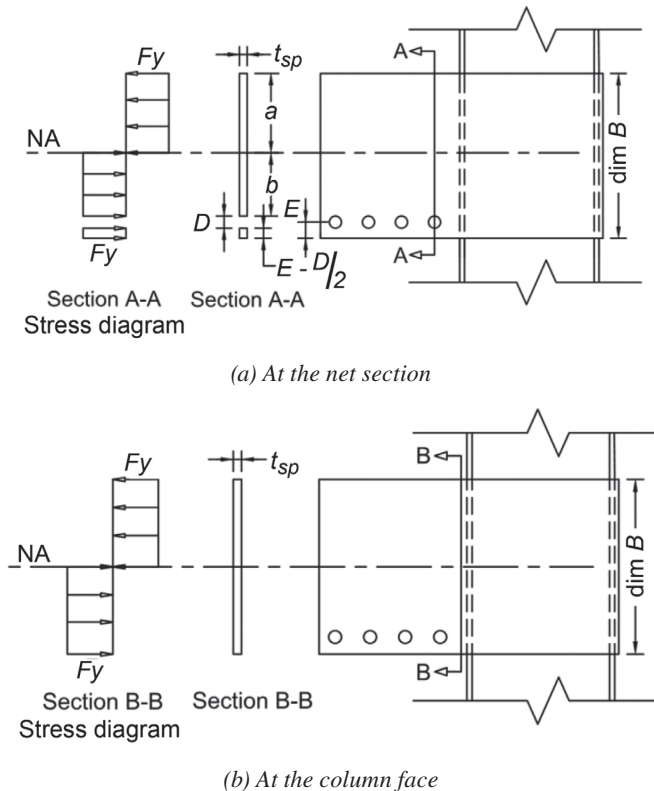 Fy
t_sp
A
a
NA
dim B
b
D
E
Fy
A
E - D/2
Section A-A
Section A-A
Stress diagram
(a) At the net section
Fy
t_sp
B
NA
dim B
Fy
B
Section B-B
Section B-B
Stress diagram
(b) At the column face